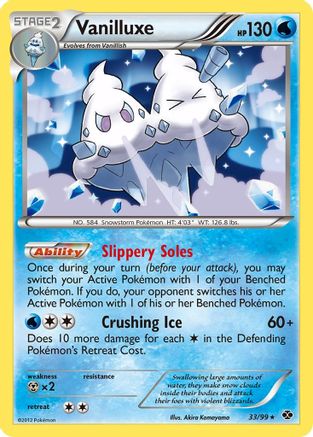 STAGE2
Vanilluxe
HP130
Evolves from Vanillish
NO. 584 Snowstorm Pokémon HT: 4'03" WT: 126.8 lbs.
Ability Slippery Soles
Once during your turn (before your attack), you may
switch your Active Pokémon with 1 of your Benched
Pokémon. If you do, your opponent switches his or her
Active Pokémon with 1 of his or her Benched Pokémon.
Crushing Ice 60+
Does 10 more damage for each in the Defending
Pokémon's Retreat Cost.
weakness resistance
×2
retreat
Swallowing large amounts of
water, they make snow clouds
inside their bodies and attack
their foes with violent blizzards.
©2012 Pokémon
Illus. Akira Komayama
33/99